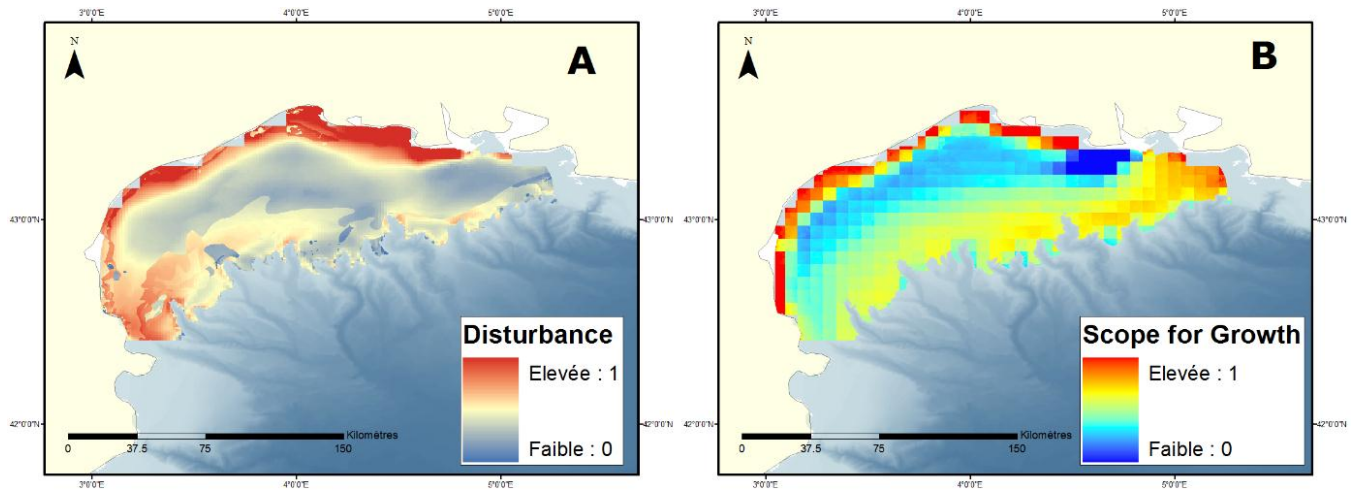 3°0'0"E 4°0'0"E 5°0'0"E
N
A
43°0'0"N
43°0'0"N
42°0'0"N
42°0'0"N
Disturbance
Elevée : 1
Faible : 0
Kilomètres
0 37.5 75 150
3°0'0"E 4°0'0"E 5°0'0"E
3°0'0"E 4°0'0"E 5°0'0"E
N
B
43°0'0"N
43°0'0"N
42°0'0"N
42°0'0"N
Scope for Growth
Elevée : 1
Faible : 0
Kilomètres
0 37.5 75 150
3°0'0"E 4°0'0"E 5°0'0"E